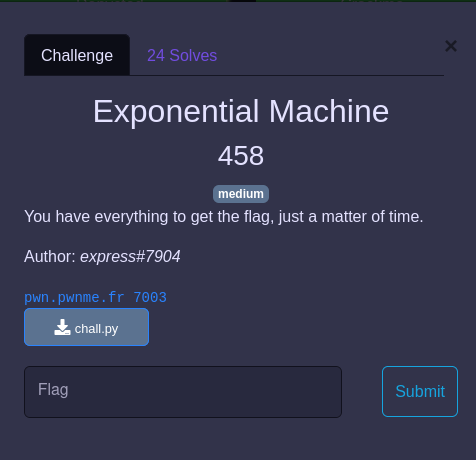 Challenge
24 Solves
×
Exponential Machine
458
medium
You have everything to get the flag, just a matter of time.
Author: express#7904
pwn.pwnme.fr 7003
chall.py
Flag
Submit